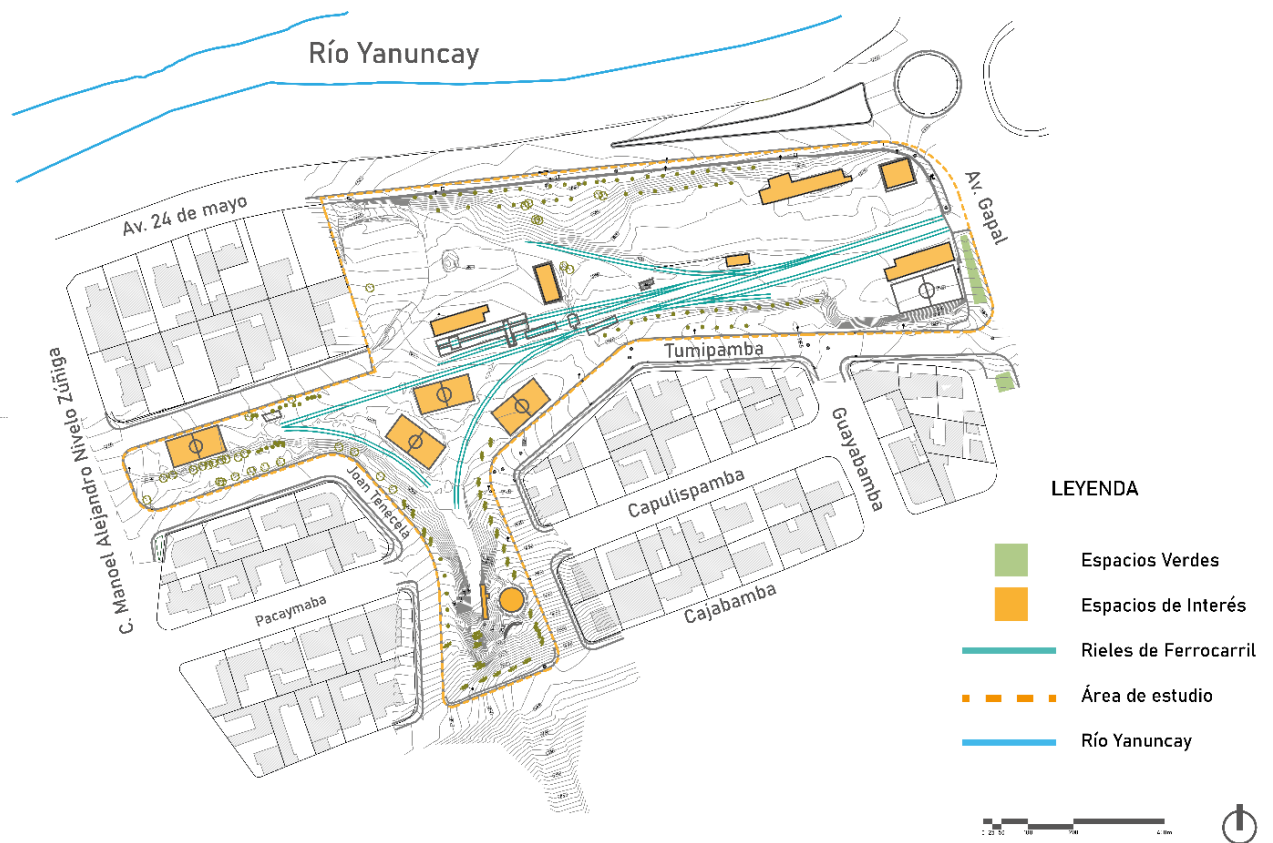 Río Yanuncay
Av. 24 de mayo
Av. Gapal
C. Manoel Alejandro Nivelo Zúñiga
Tumipamba
Guayabamba
Joan Tenecela
Capulispamba
Pacaymaba
Cajabamba
LEYENDA
Espacios Verdes
Espacios de Interés
Rieles de Ferrocarril
Área de estudio
Río Yanuncay